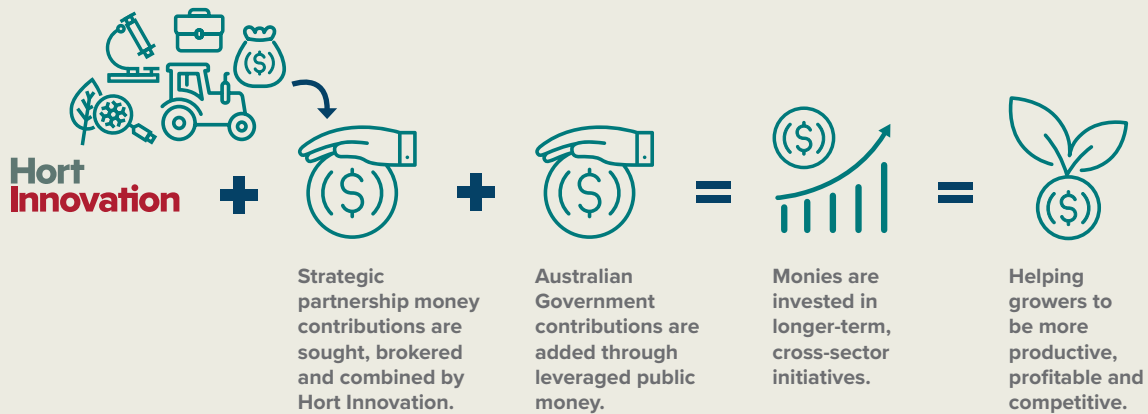 Hort
Innovation
Strategic
partnership money
contributions are
sought, brokered
and combined by
Hort Innovation.
Australian
Government
contributions are
added through
leveraged public
money.
Monies are
invested in
longer-term,
cross-sector
initiatives.
Helping
growers to
be more
productive,
profitable and
competitive.